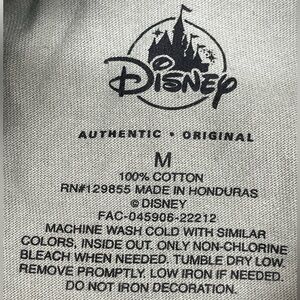 Disney
AUTHENTIC • ORIGINAL
M
100% COTTON
RN#129855 MADE IN HONDURAS
© DISNEY
FAC-045906-22212
MACHINE WASH COLD WITH SIMILAR
COLORS, INSIDE OUT. ONLY NON-CHLORINE
BLEACH WHEN NEEDED. TUMBLE DRY LOW.
REMOVE PROMPTLY. LOW IRON IF NEEDED.
DO NOT IRON DECORATION.